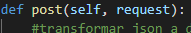 def post(self, request):
    #transformar json a